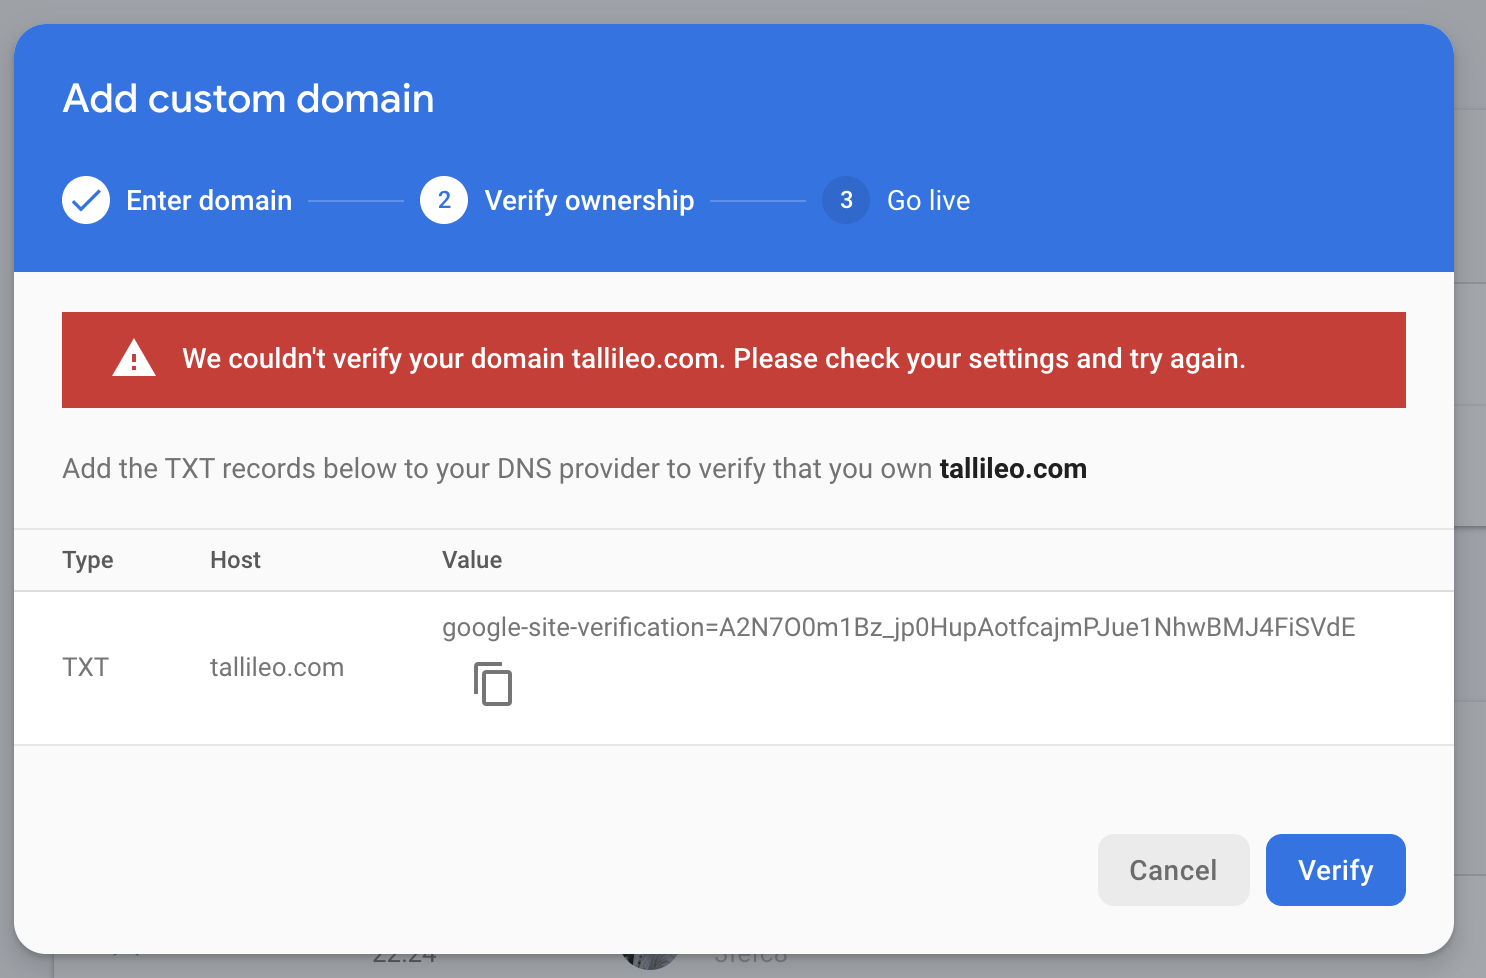 Add custom domain
Enter domain
2 Verify ownership
3 Go live
We couldn't verify your domain tallileo.com. Please check your settings and try again.
Add the TXT records below to your DNS provider to verify that you own tallileo.com
Type Host Value
google-site-verification=A2N7O0m1Bz_jp0HupAotfcajmPJue1NhwBMJ4FiSVdE
TXT tallileo.com
Cancel Verify
22:24